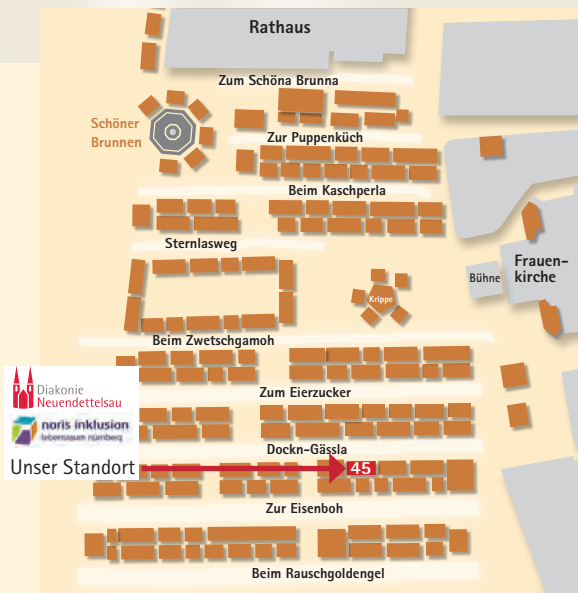 Rathaus
Zum Schöna Brunna
Schöner
Brunnen
Zur Puppenküch
Beim Kaschperla
Sternlasweg
Frauen-
kirche
Bühne
Krippe
Beim Zwetschgamoh
Diakonie
Neuendettelsau
noris inklusion
lebensraum nürnberg
Zum Eierzucker
Dockn-Gässla
Unser Standort
45
Zur Eisenboh
Beim Rauschgoldengel